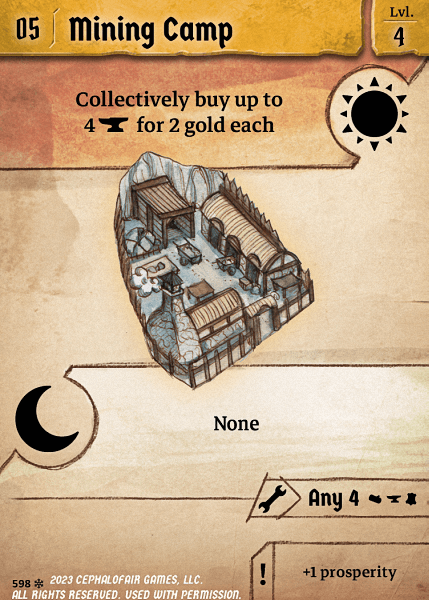 05 Mining Camp
Lvl.
4
Collectively buy up to
4 for 2 gold each
None
Any 4
! +1 prosperity
598 2023 CEPHALOFAIR GAMES, LLC.
ALL RIGHTS RESERVED. USED WITH PERMISSION.